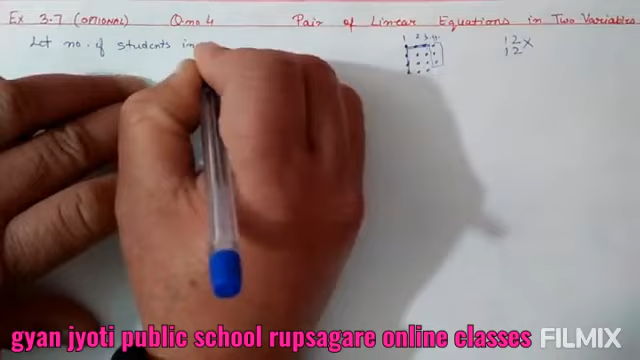 Ex 3.7 (OPTIONAL) Q.no 4 Pair of Linear Equations in Two Variables
Let no. of students in
1 2 3 4
12x
12
gyan jyoti public school rupsagare online classes
FILMIX